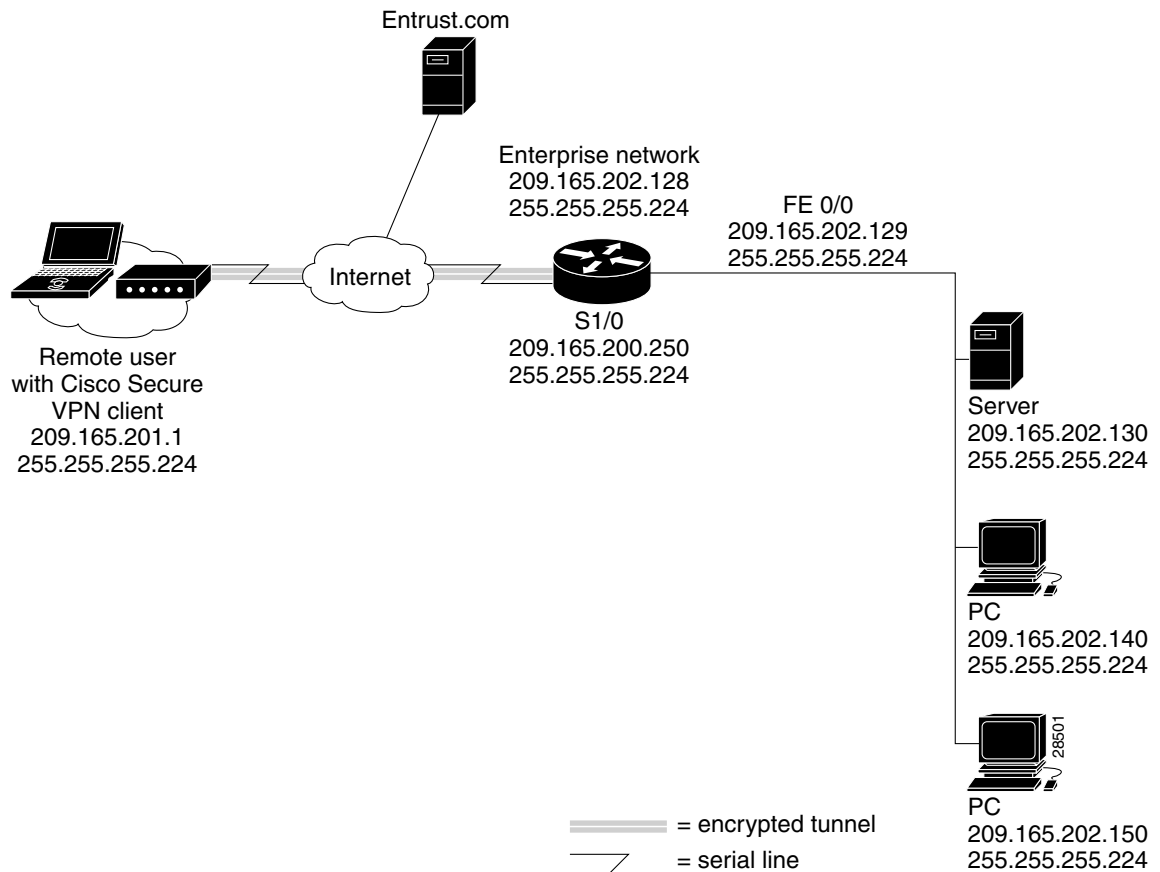 Entrust.com
Enterprise network
209.165.202.128
255.255.255.224
FE 0/0
209.165.202.129
255.255.255.224
Internet
S1/0
209.165.200.250
255.255.255.224
Remote user
with Cisco Secure
VPN client
209.165.201.1
255.255.255.224
Server
209.165.202.130
255.255.255.224
PC
209.165.202.140
255.255.255.224
28501
PC
209.165.202.150
255.255.255.224
= encrypted tunnel
= serial line